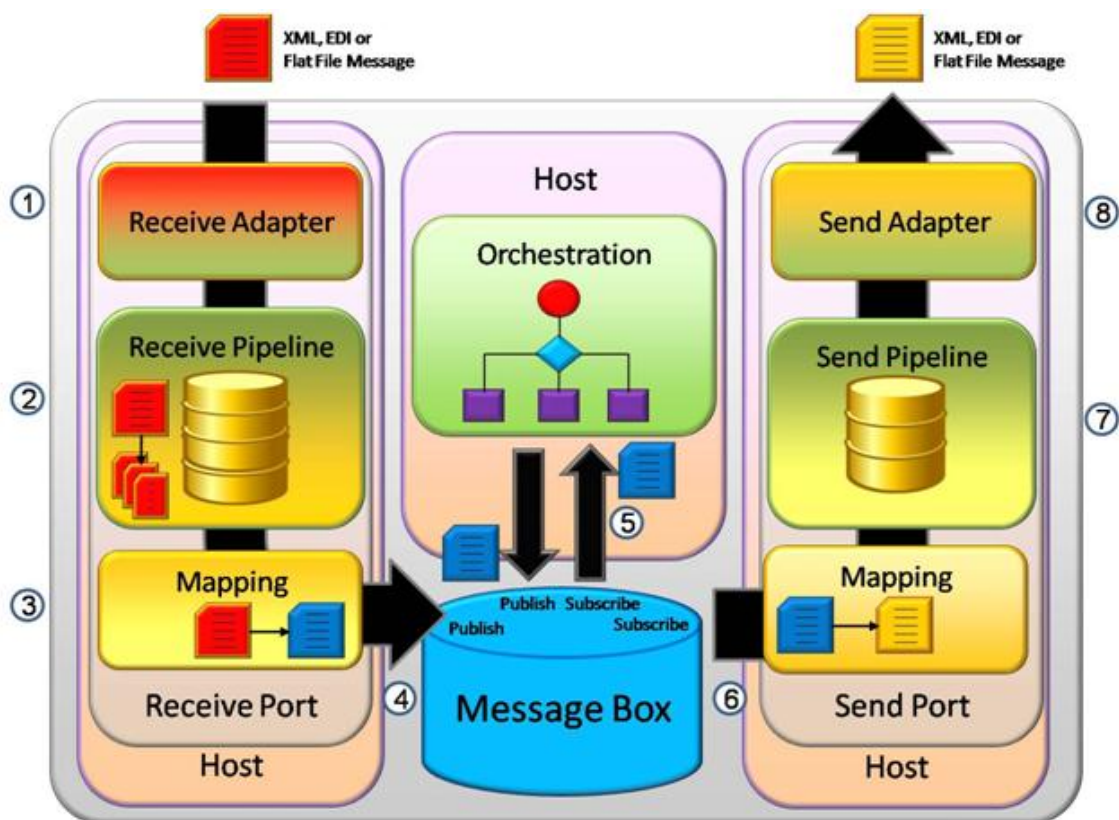 XML, EDI or
Flat File Message
XML, EDI or
Flat File Message
1
Receive Adapter
2
Receive Pipeline
3
Mapping
Receive Port
Host
4
Host
Orchestration
5
Publish Subscribe
Publish Subscribe
Message Box
6
Mapping
Send Port
Host
7
Send Pipeline
8
Send Adapter